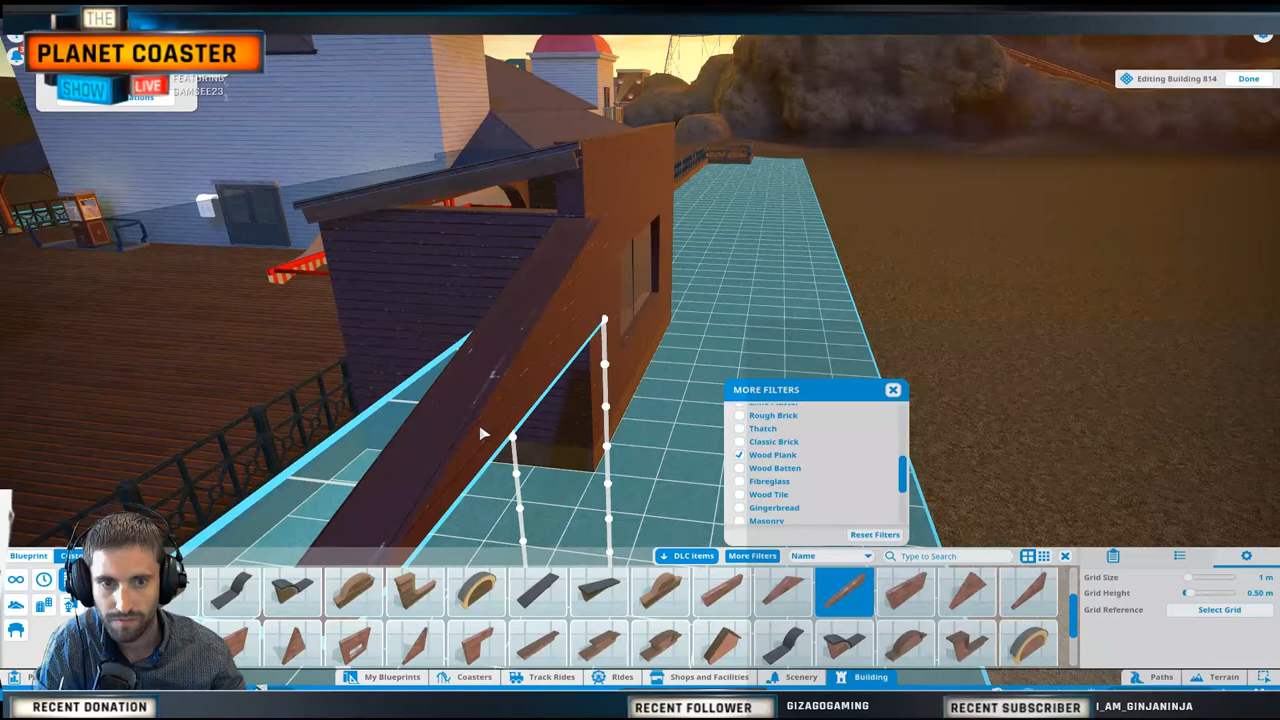 THE
PLANET COASTER
SHOW
LIVE
FEATURING
GAMSEE23
Editing Building 814
Done
MORE FILTERS
Rough Brick
Thatch
Classic Brick
Wood Plank
Wood Batten
Fibreglass
Wood Tile
Gingerbread
Masonry
Reset Filters
Blueprint
DLC items
More Filters
Name
Type to Search
Grid Size
1 m
Grid Height
0.50 m
Grid Reference
Select Grid
My Blueprints
Coasters
Track Rides
Rides
Shops and Facilities
Scenery
Building
Paths
Terrain
RECENT DONATION
RECENT FOLLOWER
GIZAGOGAMING
RECENT SUBSCRIBER
I_AM_GINJANINJA